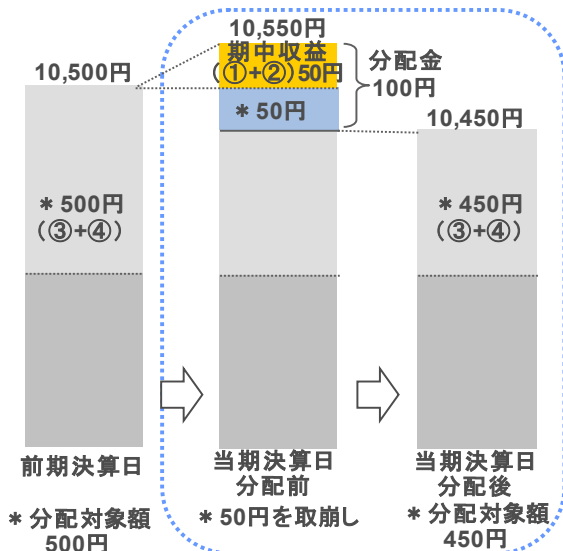 10,500円
＊500円
（③+④）
前期決算日
＊分配対象額
500円
10,550円
期中収益
（①+②）50円
＊50円
分配金
100円
当期決算日
分配前
＊50円を取崩し
10,450円
＊450円
（③+④）
当期決算日
分配後
＊分配対象額
450円